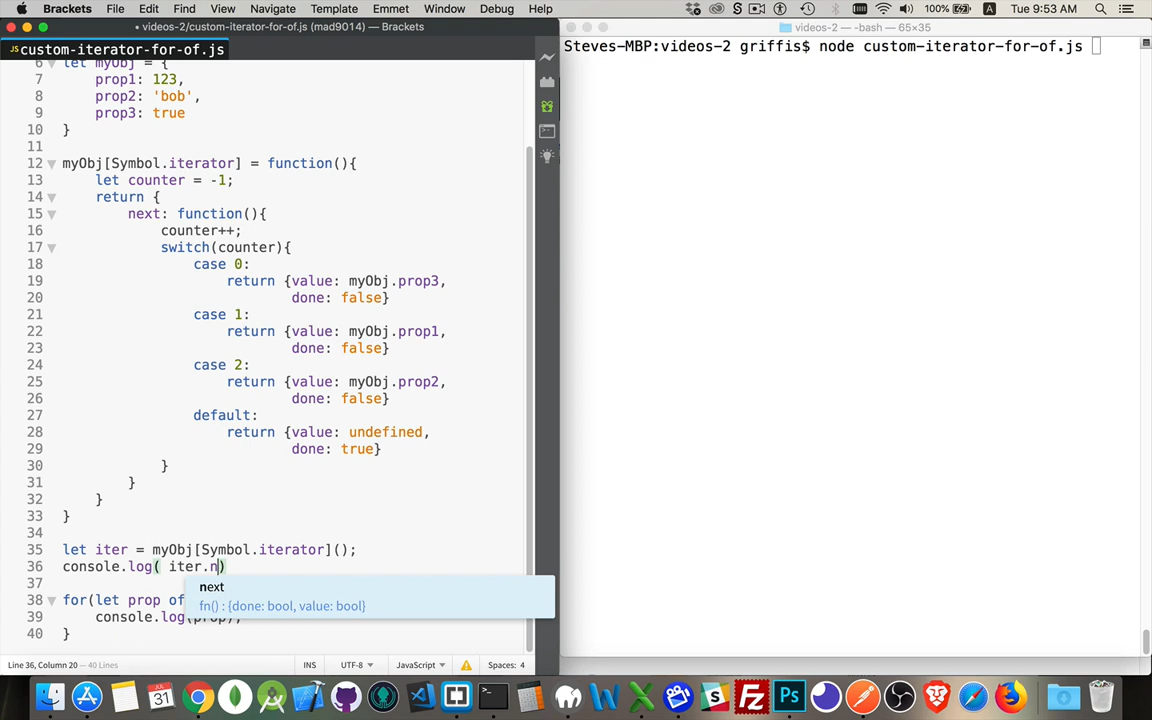 Brackets File Edit Find View Navigate Template Emmet Window Debug Help 100% Tue 9:53 AM
• videos-2/custom-iterator-for-of.js (mad9014) — Brackets
videos-2 — -bash — 65×35
JS custom-iterator-for-of.js
Steves-MBP:videos-2 griffis$ node custom-iterator-for-of.js
6 let myObj = {
7 prop1: 123,
8 prop2: 'bob',
9 prop3: true
10 }
11
12 myObj[Symbol.iterator] = function(){
13 let counter = -1;
14 return {
15 next: function(){
16 counter++;
17 switch(counter){
18 case 0:
19 return {value: myObj.prop3,
20 done: false}
21 case 1:
22 return {value: myObj.prop1,
23 done: false}
24 case 2:
25 return {value: myObj.prop2,
26 done: false}
27 default:
28 return {value: undefined,
29 done: true}
30 }
31 }
32 }
33 }
34
35 let iter = myObj[Symbol.iterator]();
36 console.log( iter.n)
37
next
38 for(let prop of
fn() : {done: bool, value: bool}
39 console.log(prop);
40 }
Line 36, Column 20 — 40 Lines INS UTF-8 JavaScript Spaces: 4
JUL
31